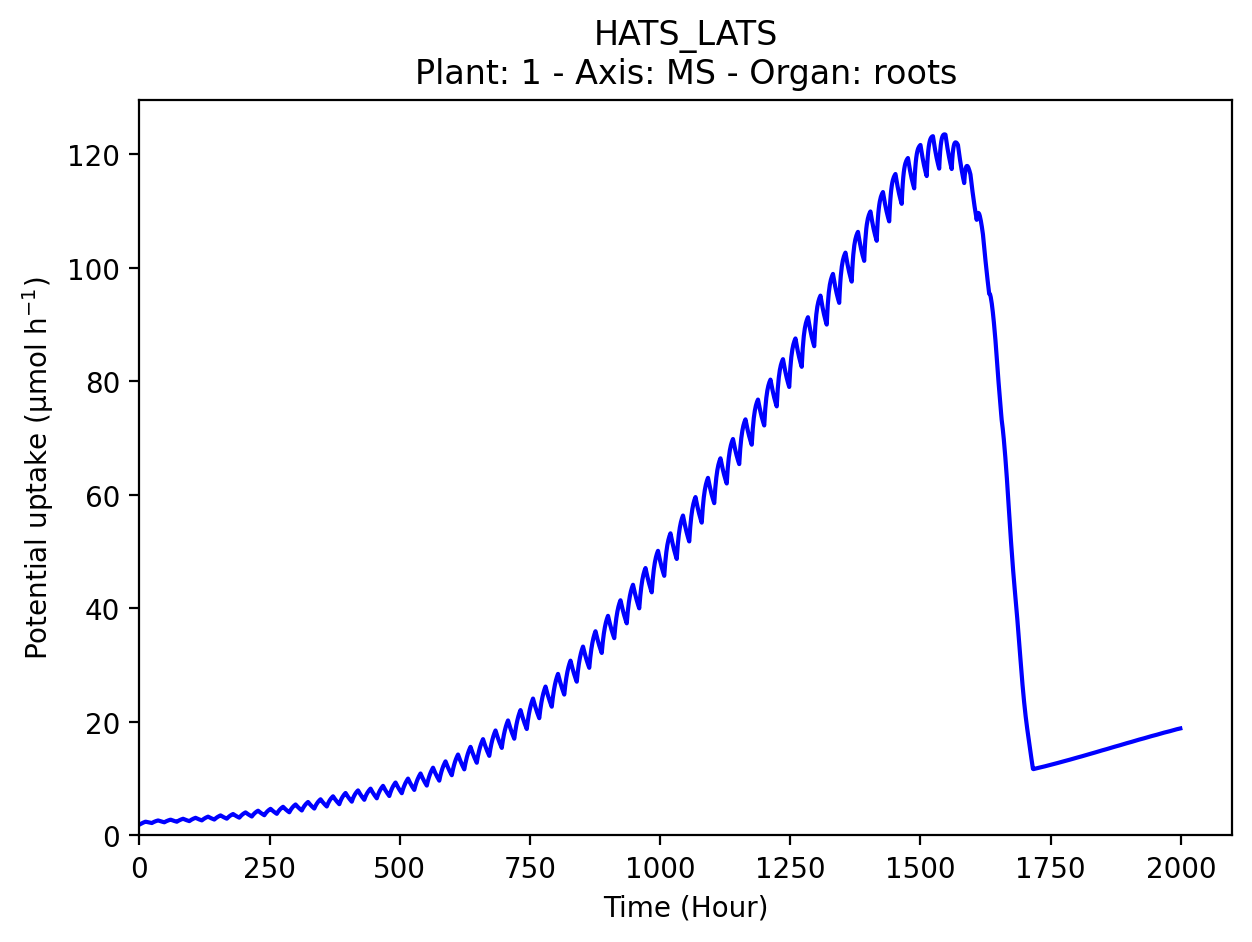 HATS_LATS
Plant: 1 - Axis: MS - Organ: roots
120
100
80
60
40
20
0
Potential uptake (µmol h⁻¹)
0 250 500 750 1000 1250 1500 1750 2000
Time (Hour)